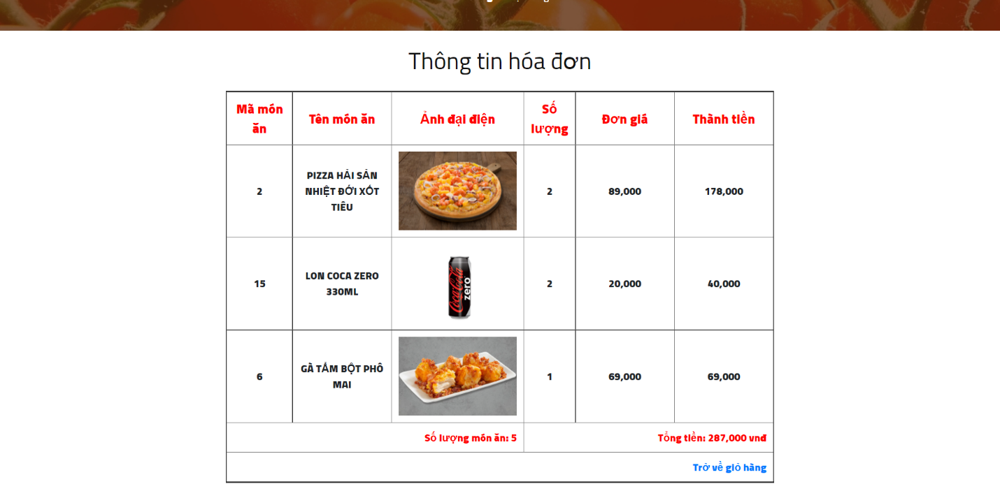 Thông tin hóa đơn
Mã món
ăn
Tên món ăn
Ảnh đại điện
Số
lượng
Đơn giá
Thành tiền
2
PIZZA HẢI SẢN
NHIỆT ĐỚI XỐT
TIÊU
2
89,000
178,000
15
LON COCA ZERO
330ML
Coca-Cola
zero
2
20,000
40,000
6
GÀ TẨM BỘT PHÔ
MAI
1
69,000
69,000
Số lượng món ăn: 5
Tổng tiền: 287,000 vnđ
Trở về giỏ hàng